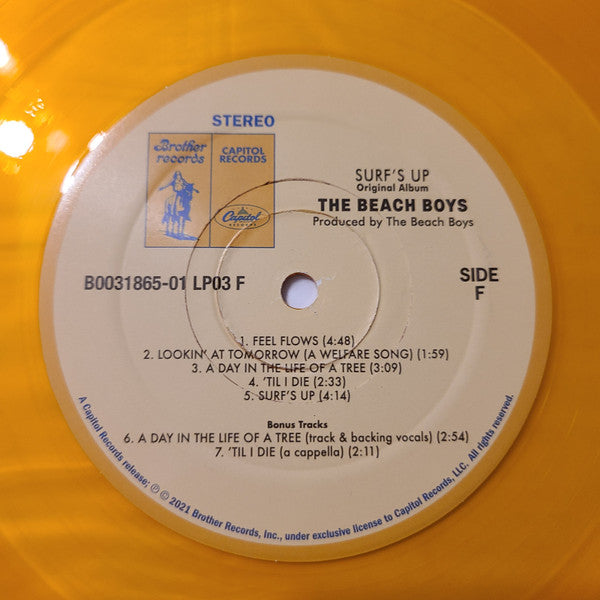 STEREO
Brother
records
CAPITOL
RECORDS
Capitol
RECORDS
SURF'S UP
Original Album
THE BEACH BOYS
Produced by The Beach Boys
B0031865-01 LP03 F
SIDE
F
1. FEEL FLOWS (4:48)
2. LOOKIN' AT TOMORROW (A WELFARE SONG) (1:59)
3. A DAY IN THE LIFE OF A TREE (3:09)
4. 'TIL I DIE (2:33)
5. SURF'S UP (4:14)
Bonus Tracks
6. A DAY IN THE LIFE OF A TREE (track & backing vocals) (2:54)
7. 'TIL I DIE (a cappella) (2:11)
A Capitol Records release; ℗ © 2021 Brother Records, Inc., under exclusive license to Capitol Records, LLC. All rights reserved.